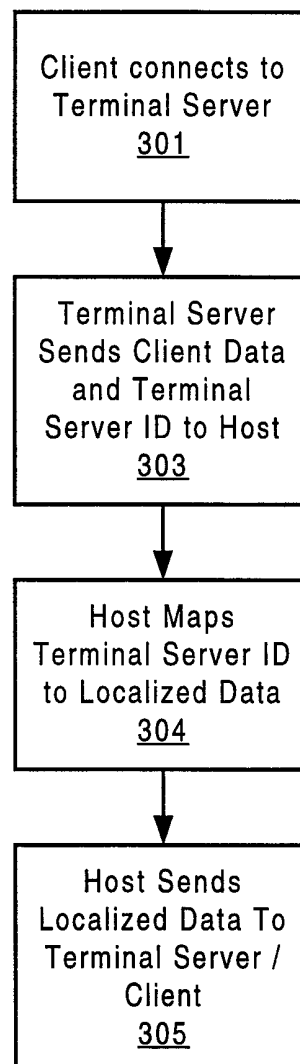 Client connects to
Terminal Server
301
Terminal Server
Sends Client Data
and Terminal
Server ID to Host
303
Host Maps
Terminal Server ID
to Localized Data
304
Host Sends
Localized Data To
Terminal Server /
Client
305